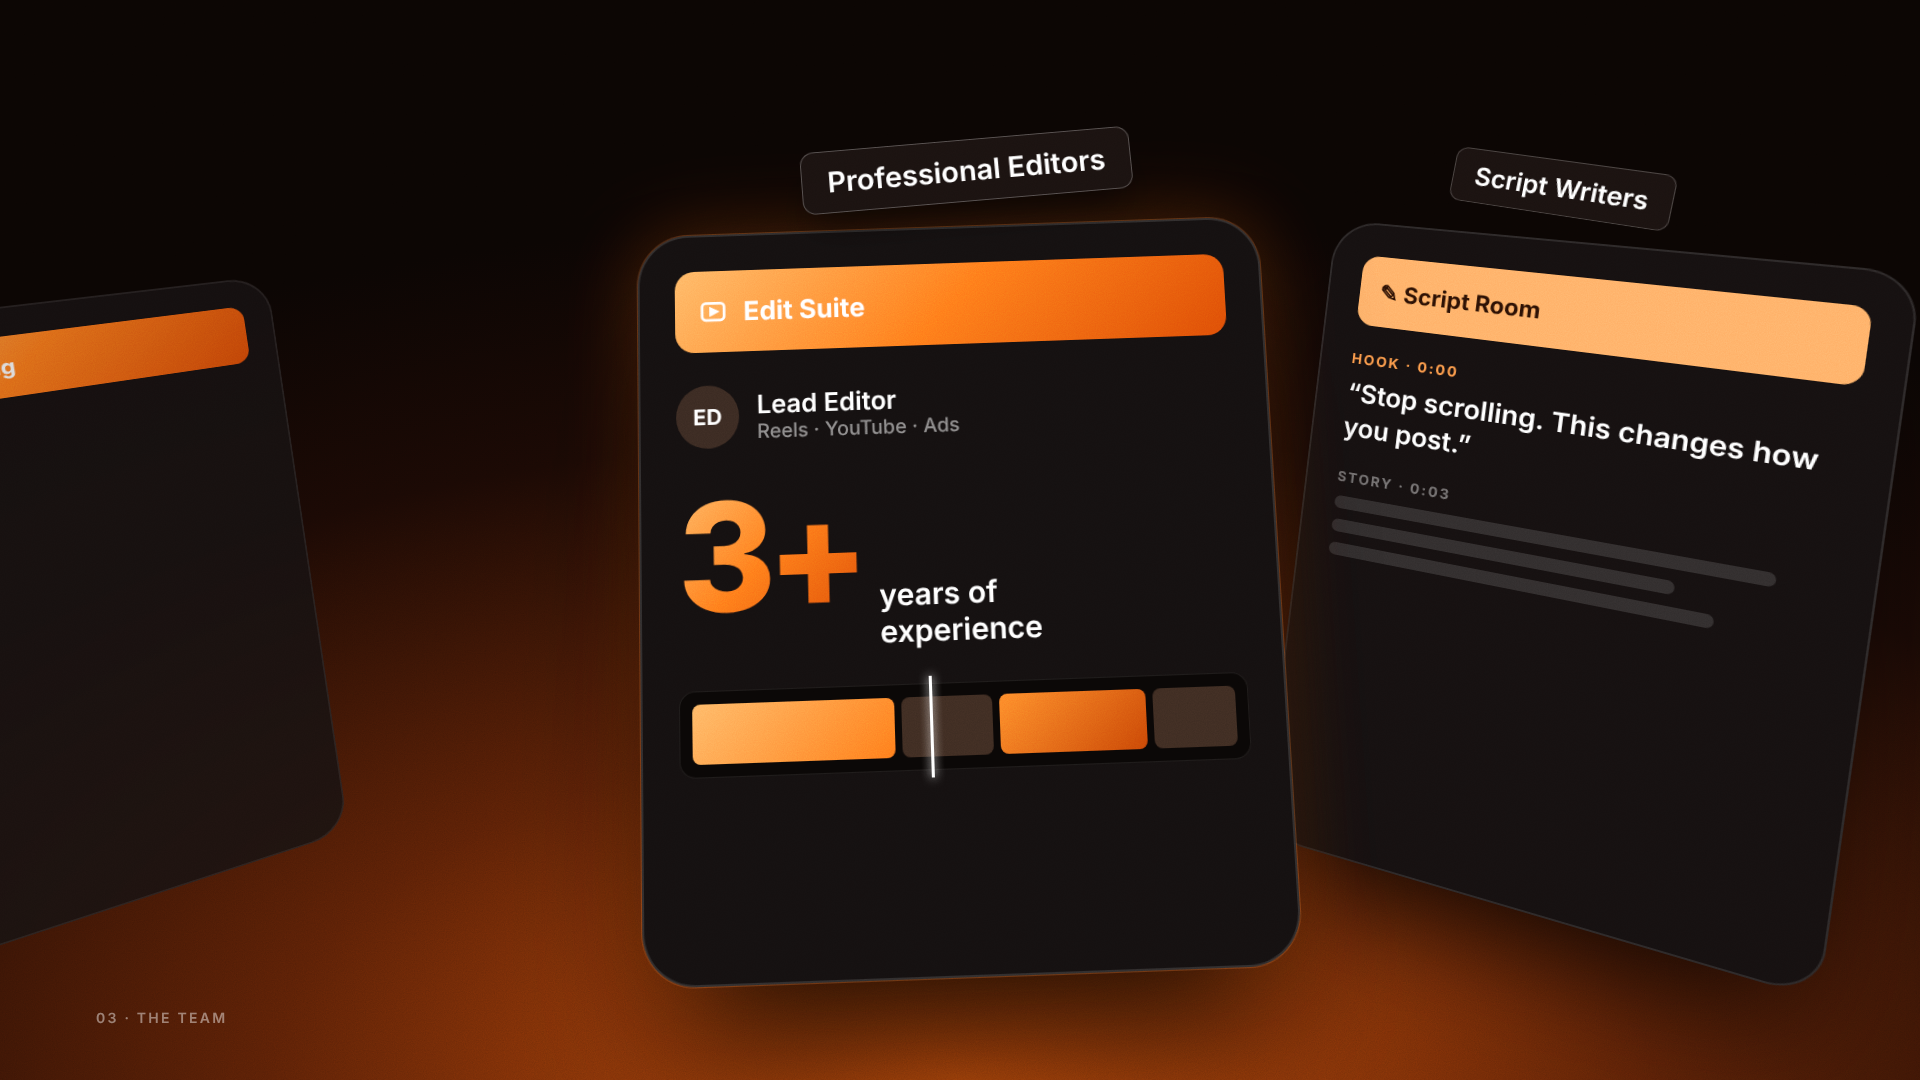 Professional Editors
Edit Suite
ED
Lead Editor
Reels · YouTube · Ads
3+
years of
experience
Script Writers
✎ Script Room
HOOK · 0:00
“Stop scrolling. This changes how
you post.”
STORY · 0:03
g
03 · THE TEAM